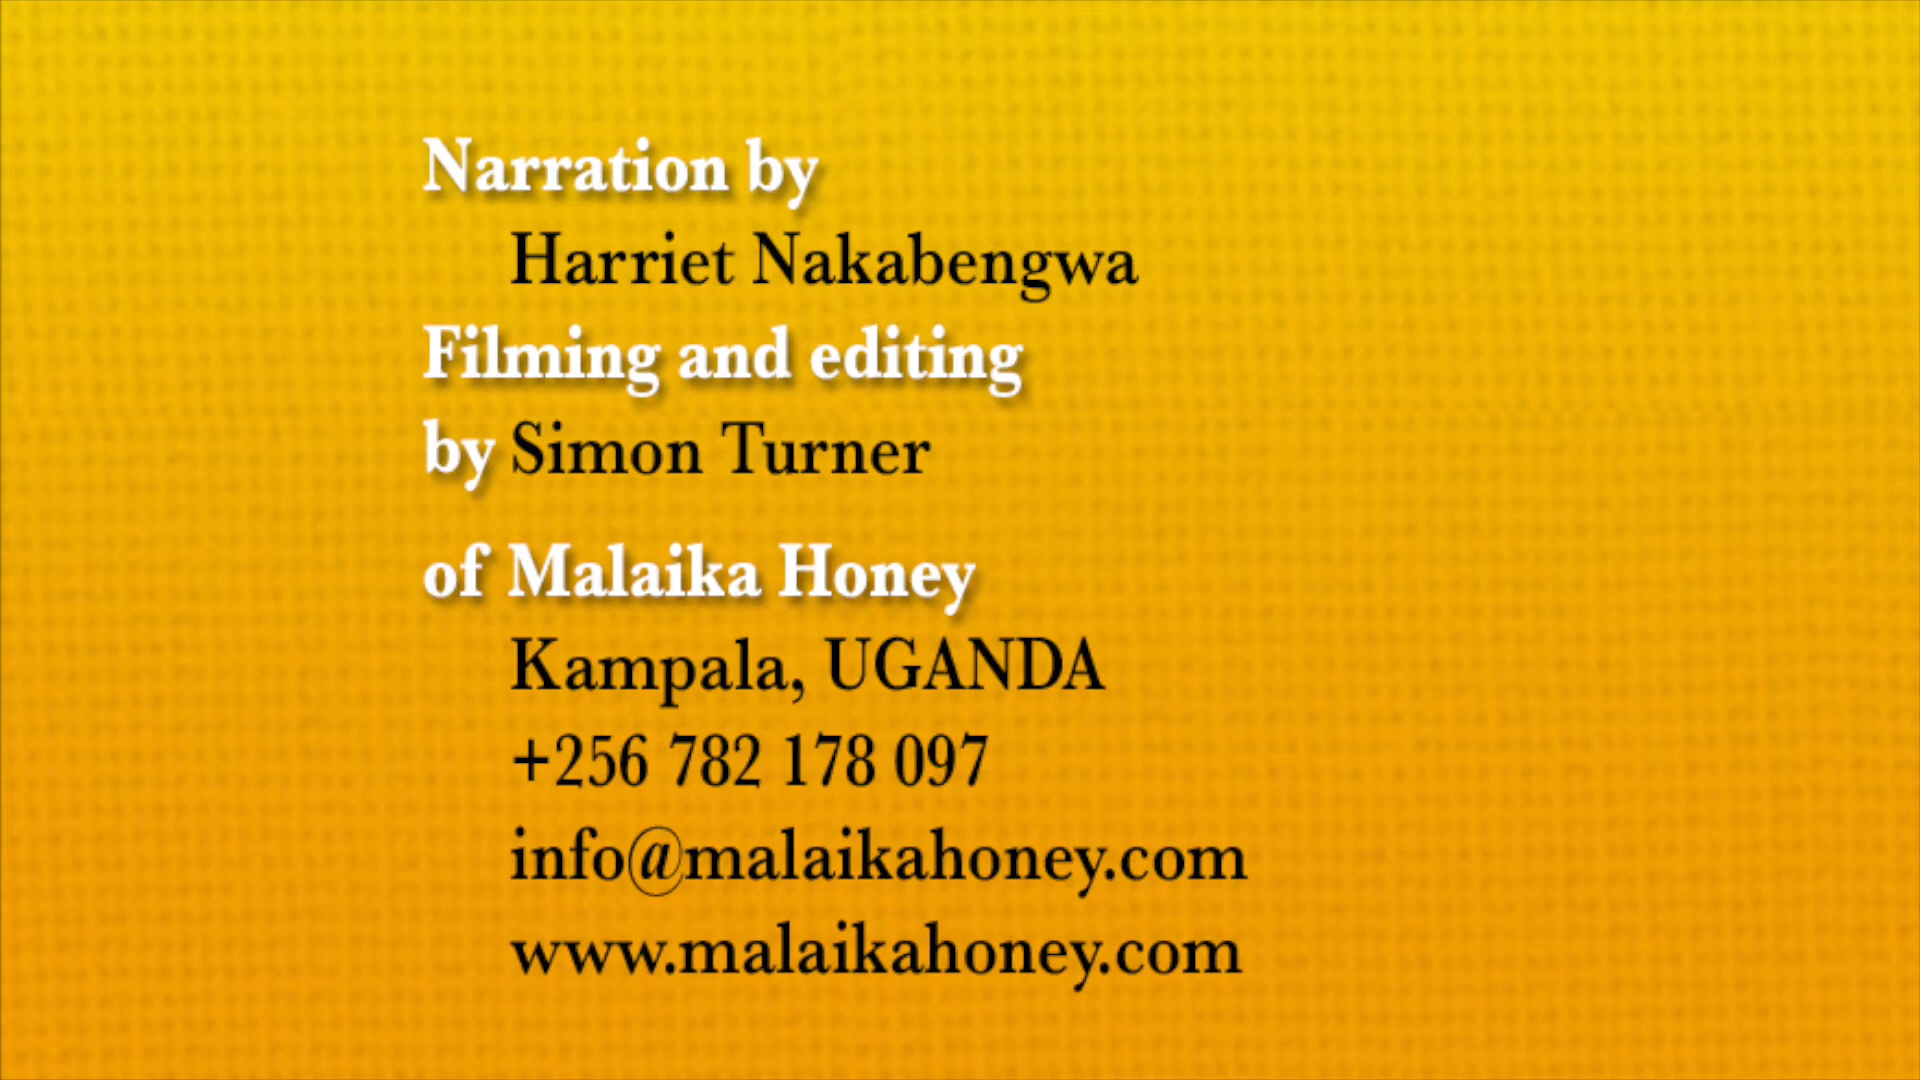 Narration by
Harriet Nakabengwa
Filming and editing
by Simon Turner
of Malaika Honey
Kampala, UGANDA
+256 782 178 097
info@malaikahoney.com
www.malaikahoney.com